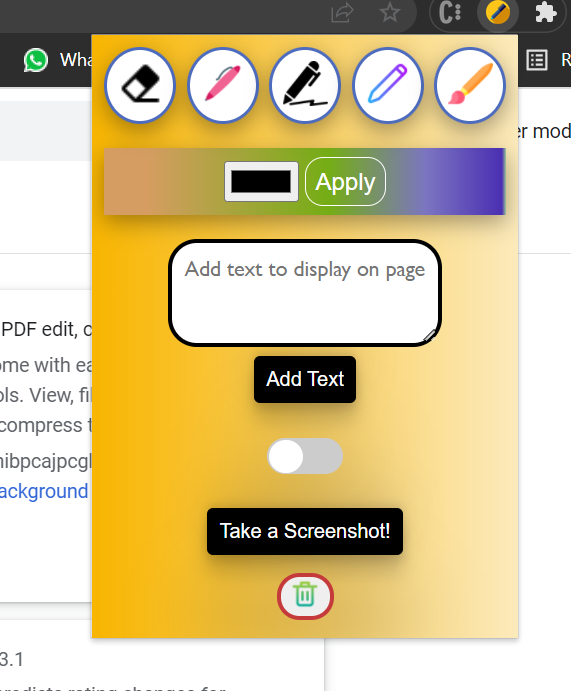 Wha
R
er mod
Apply
Add text to display on page
PDF edit, c
Add Text
ome with ea
ols. View, fil
compress t
nibpcajpcgl
ackground
Take a Screenshot!
3.1